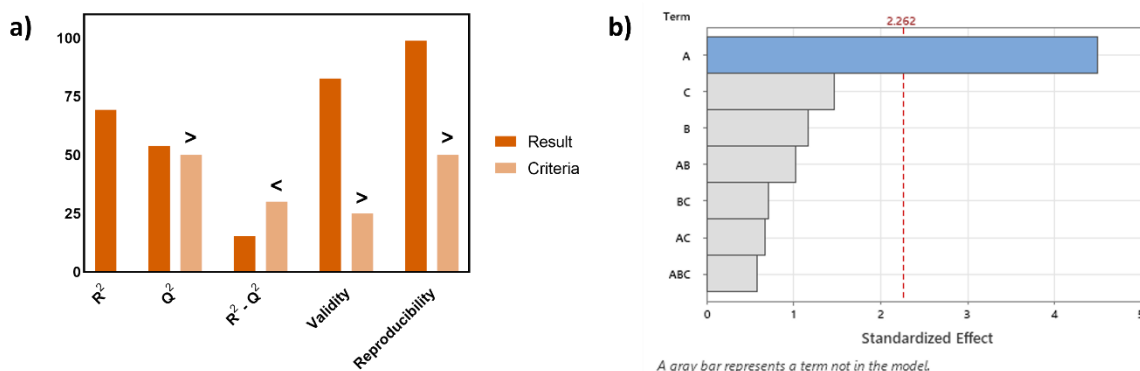 a)
100
75
50
25
0
>
<
>
>
R²
Q²
R² - Q²
Validity
Reproducibility
Result
Criteria
b)
Term
2.262
A
C
B
AB
BC
AC
ABC
0 1 2 3 4 5
Standardized Effect
A gray bar represents a term not in the model.